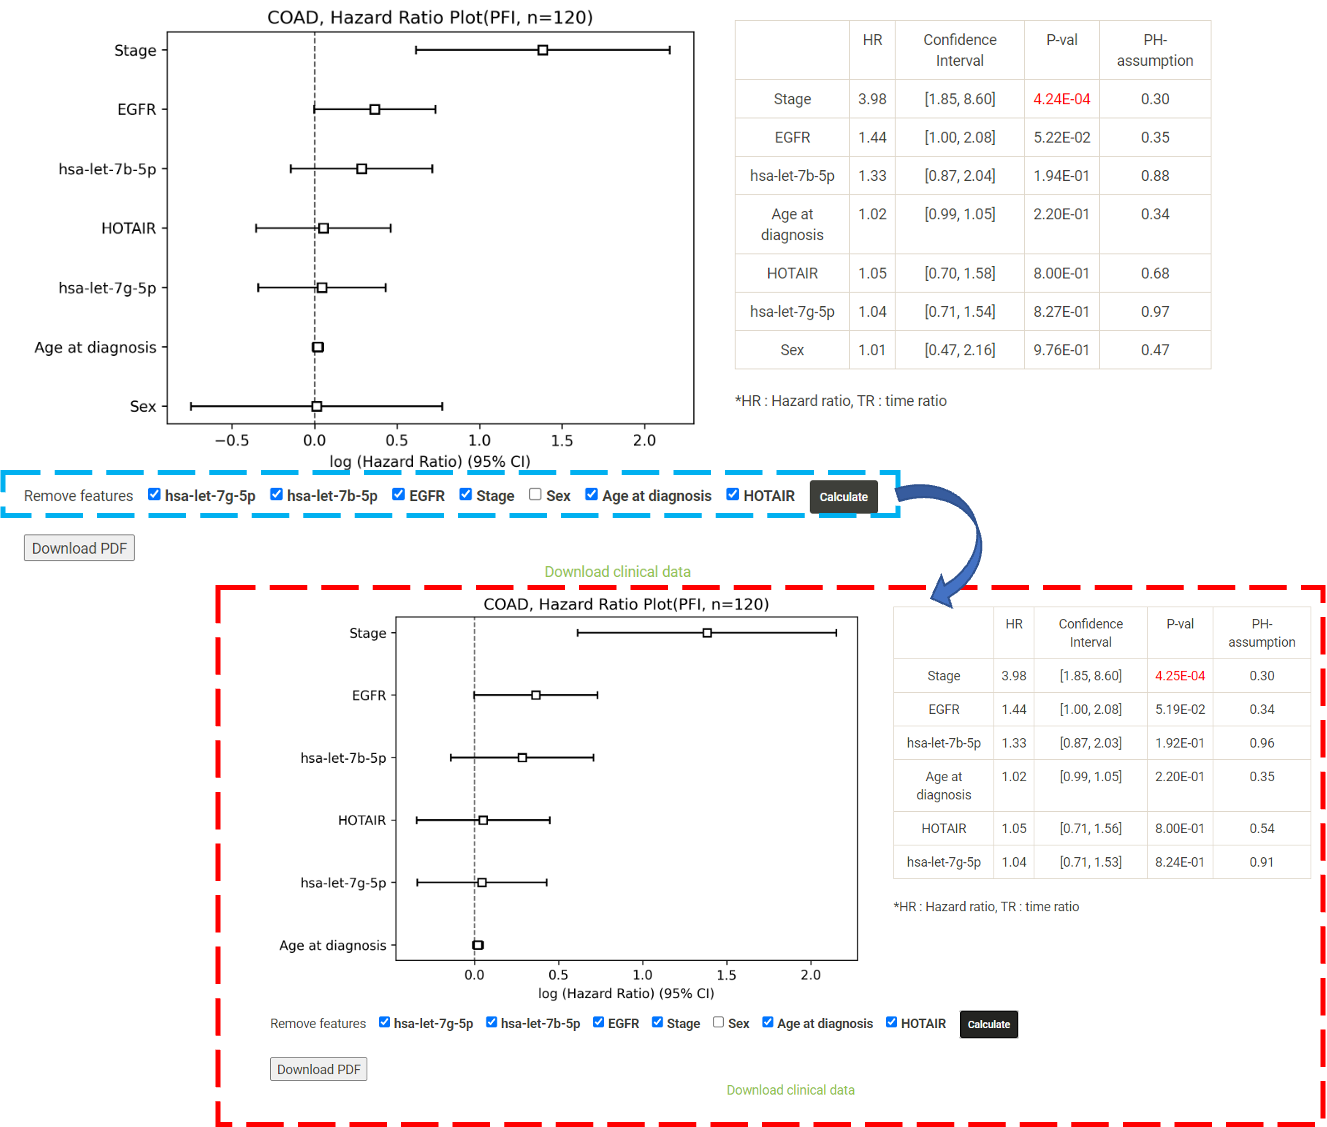 COAD, Hazard Ratio Plot(PFI, n=120)
Stage
EGFR
hsa-let-7b-5p
HOTAIR
hsa-let-7g-5p
Age at diagnosis
Sex
−0.5 0.0 0.5 1.0 1.5 2.0
log (Hazard Ratio) (95% CI)
HR Confidence Interval P-val PH-assumption
Stage 3.98 [1.85, 8.60] 4.24E-04 0.30
EGFR 1.44 [1.00, 2.08] 5.22E-02 0.35
hsa-let-7b-5p 1.33 [0.87, 2.04] 1.94E-01 0.88
Age at diagnosis 1.02 [0.99, 1.05] 2.20E-01 0.34
HOTAIR 1.05 [0.70, 1.58] 8.00E-01 0.68
hsa-let-7g-5p 1.04 [0.71, 1.54] 8.27E-01 0.97
Sex 1.01 [0.47, 2.16] 9.76E-01 0.47
*HR : Hazard ratio, TR : time ratio
Remove features hsa-let-7g-5p hsa-let-7b-5p EGFR Stage Sex Age at diagnosis HOTAIR Calculate
Download PDF
Download clinical data
COAD, Hazard Ratio Plot(PFI, n=120)
Stage
EGFR
hsa-let-7b-5p
HOTAIR
hsa-let-7g-5p
Age at diagnosis
0.0 0.5 1.0 1.5 2.0
log (Hazard Ratio) (95% CI)
HR Confidence Interval P-val PH-assumption
Stage 3.98 [1.85, 8.60] 4.25E-04 0.30
EGFR 1.44 [1.00, 2.08] 5.19E-02 0.34
hsa-let-7b-5p 1.33 [0.87, 2.03] 1.92E-01 0.96
Age at diagnosis 1.02 [0.99, 1.05] 2.20E-01 0.35
HOTAIR 1.05 [0.71, 1.56] 8.00E-01 0.54
hsa-let-7g-5p 1.04 [0.71, 1.53] 8.24E-01 0.91
*HR : Hazard ratio, TR : time ratio
Remove features hsa-let-7g-5p hsa-let-7b-5p EGFR Stage Sex Age at diagnosis HOTAIR Calculate
Download PDF
Download clinical data